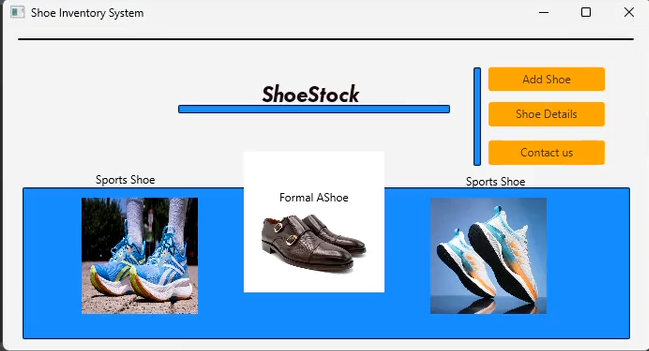 Shoe Inventory System
ShoeStock
Add Shoe
Shoe Details
Contact us
Sports Shoe
Formal AShoe
Sports Shoe